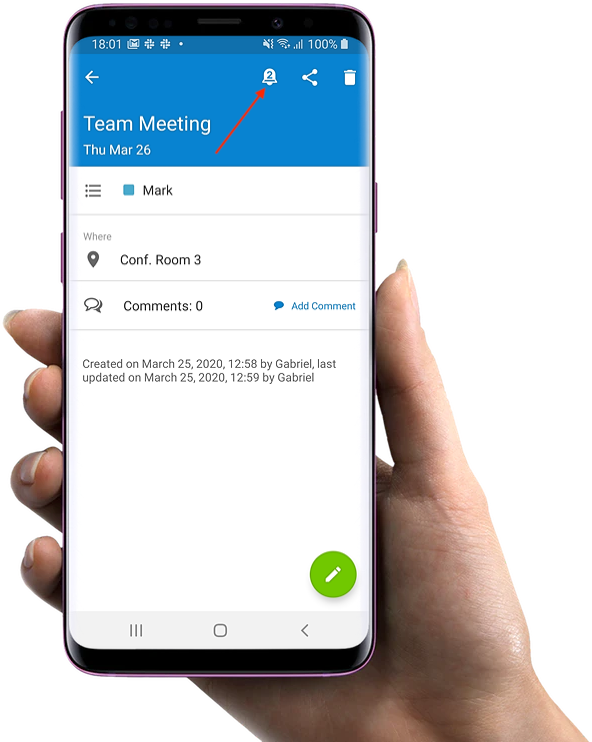 18:01 100%
2
Team Meeting
Thu Mar 26
Mark
Where
Conf. Room 3
Comments: 0 Add Comment
Created on March 25, 2020, 12:58 by Gabriel, last
updated on March 25, 2020, 12:59 by Gabriel